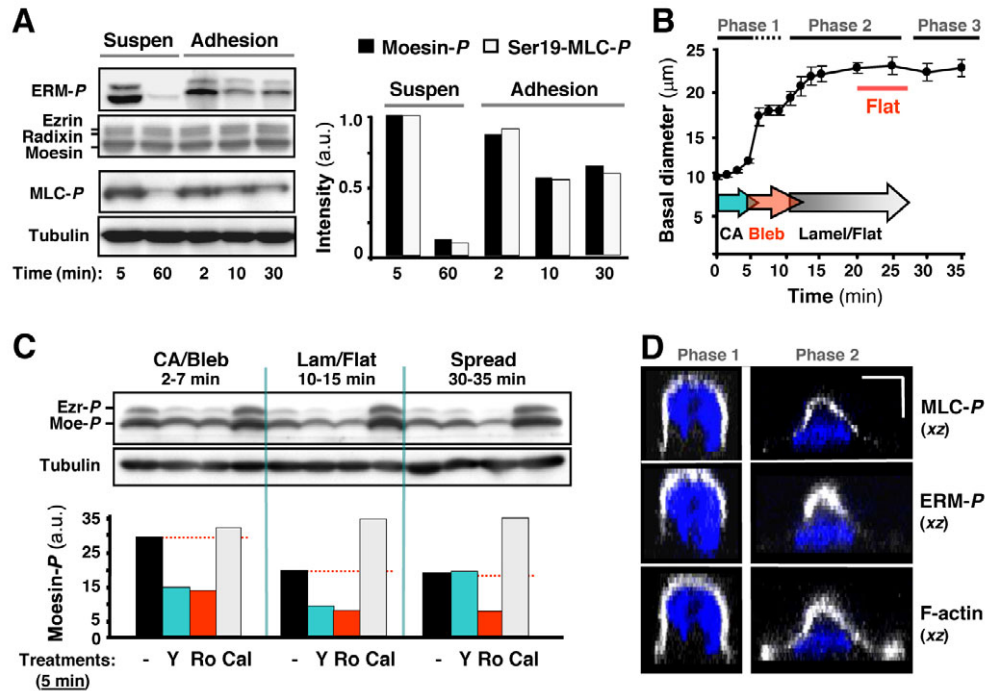 A
Suspen Adhesion
ERM-P
Ezrin
Radixin
Moesin
MLC-P
Tubulin
Time (min): 5 60 2 10 30
Moesin-P Ser19-MLC-P
Suspen Adhesion
Intensity (a.u.)
1.0
0.5
0
5 60 2 10 30
B
Phase 1 Phase 2 Phase 3
Basal diameter (µm)
25
20
15
10
5
Flat
CA Bleb Lamel/Flat
0 5 10 15 20 25 30 35
Time (min)
C
CA/Bleb Lam/Flat Spread
2-7 min 10-15 min 30-35 min
Ezr-P
Moe-P
Tubulin
Moesin-P (a.u.)
35
25
15
5
0
Treatments: - Y Ro Cal - Y Ro Cal - Y Ro Cal
(5 min)
D
Phase 1 Phase 2
MLC-P
(xz)
ERM-P
(xz)
F-actin
(xz)